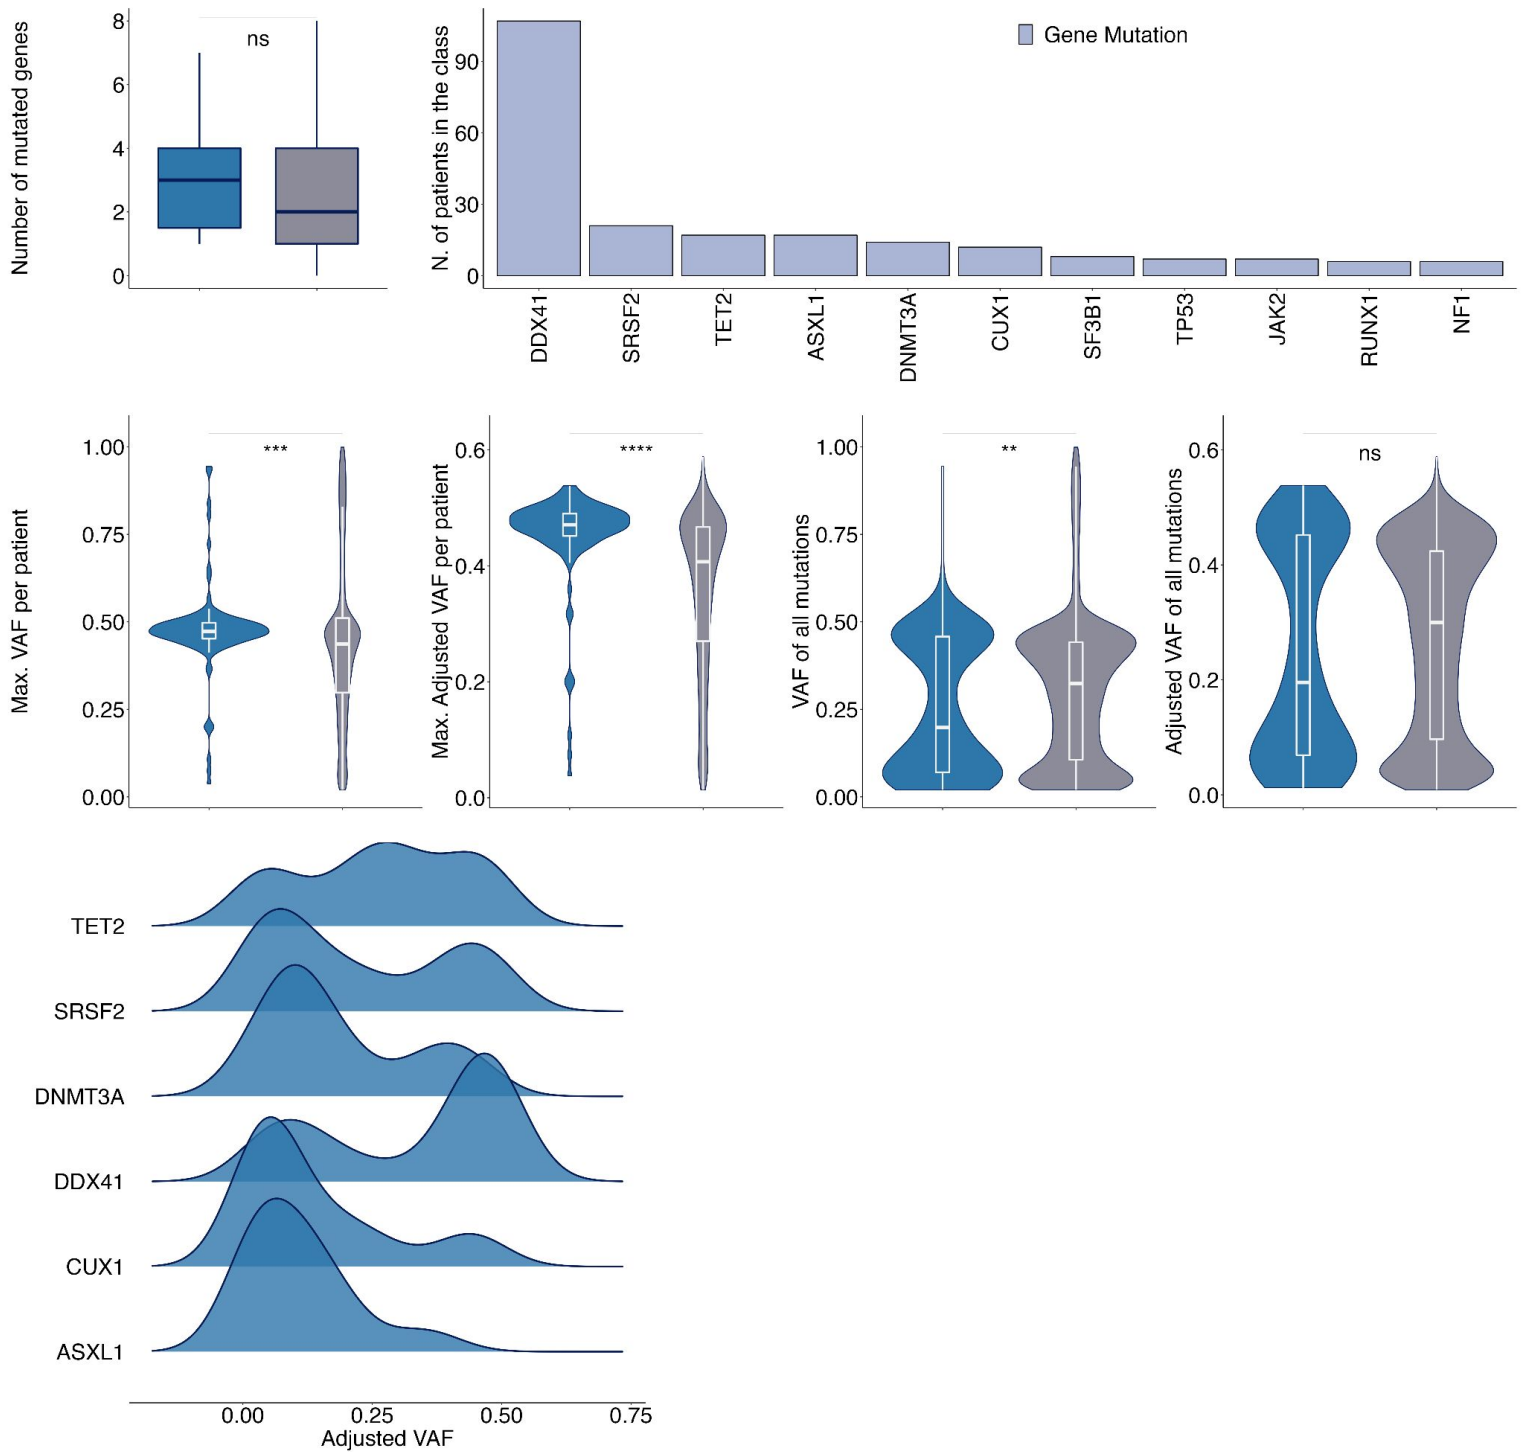 Number of mutated genes
8
6
4
2
0
ns
N. of patients in the class
90
60
30
0
Gene Mutation
DDX41
SRSF2
TET2
ASXL1
DNMT3A
CUX1
SF3B1
TP53
JAK2
RUNX1
NF1
Max. VAF per patient
1.00
0.75
0.50
0.25
0.00
***
Max. Adjusted VAF per patient
0.6
0.4
0.2
0.0
****
VAF of all mutations
1.00
0.75
0.50
0.25
0.00
**
Adjusted VAF of all mutations
0.6
0.4
0.2
0.0
ns
TET2
SRSF2
DNMT3A
DDX41
CUX1
ASXL1
0.00 0.25 0.50 0.75
Adjusted VAF